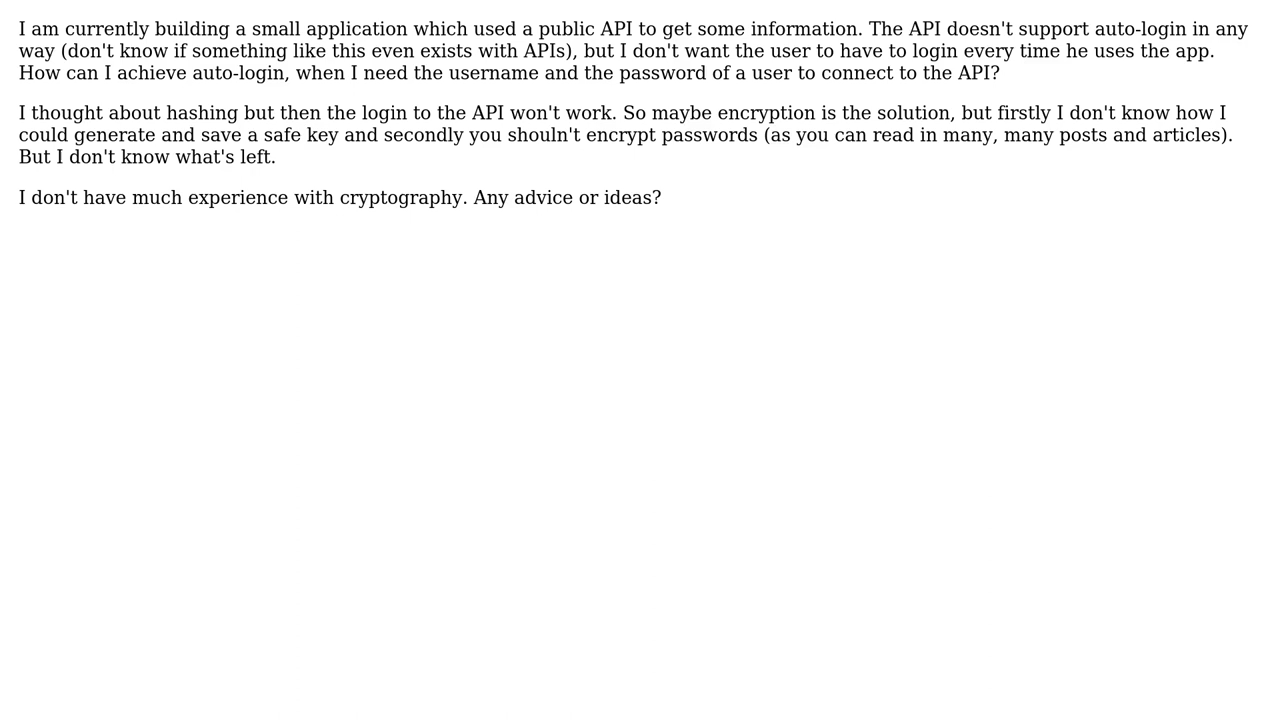 I am currently building a small application which used a public API to get some information. The API doesn't support auto-login in any
way (don't know if something like this even exists with APIs), but I don't want the user to have to login every time he uses the app.
How can I achieve auto-login, when I need the username and the password of a user to connect to the API?
I thought about hashing but then the login to the API won't work. So maybe encryption is the solution, but firstly I don't know how I
could generate and save a safe key and secondly you shouln't encrypt passwords (as you can read in many, many posts and articles).
But I don't know what's left.
I don't have much experience with cryptography. Any advice or ideas?